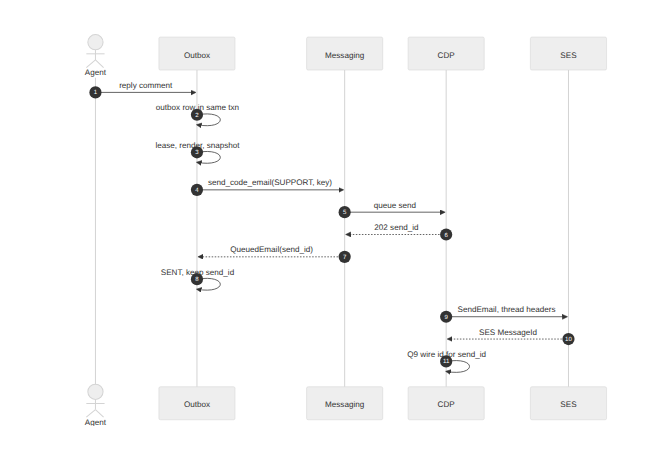 Outbox
Messaging
CDP
SES
Agent
reply comment
1
outbox row in same txn
2
lease, render, snapshot
3
send_code_email(SUPPORT, key)
4
queue send
5
202 send_id
6
QueuedEmail(send_id)
7
SENT, keep send_id
8
SendEmail, thread headers
9
SES MessageId
10
Q9 wire id for send_id
11
Outbox
Messaging
CDP
SES
Agent